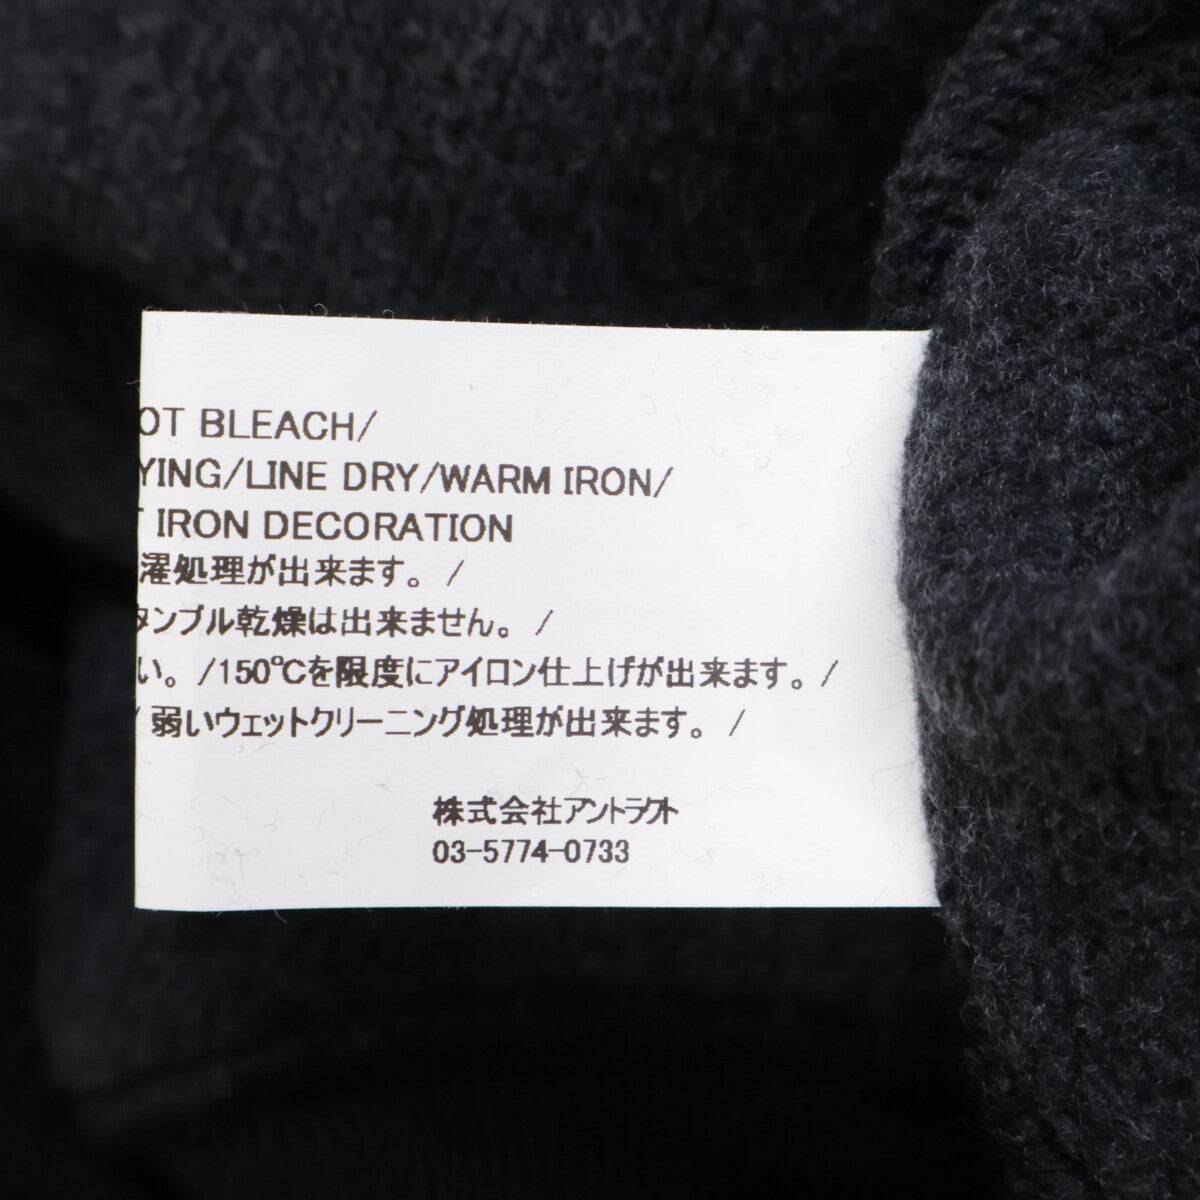 OT BLEACH/
YING/LINE DRY/WARM IRON/
IRON DECORATION
濯処理が出来ます。 /
タンブル乾燥は出来ません。 /
い。 /150℃を限度にアイロン仕上げが出来ます。 /
/ 弱いウェットクリーニング処理が出来ます。 /
株式会社アントラクト
03-5774-0733